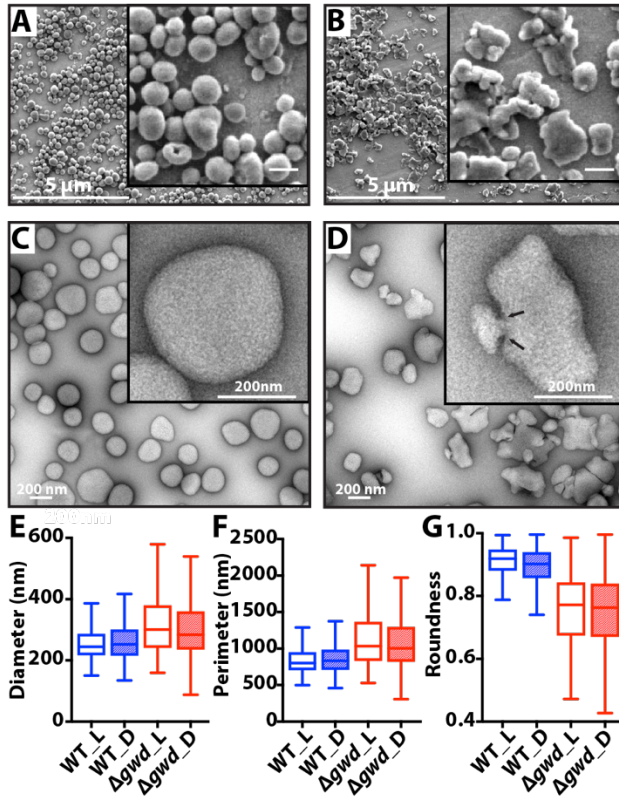 A
5 μm
B
5 μm
C
200nm
200 nm
D
200nm
200 nm
200 nm
E
Diameter (nm)
600
400
200
0
WT_L
WT_D
Δgwd_L
Δgwd_D
F
Perimeter (nm)
2500
2000
1500
1000
500
0
WT_L
WT_D
Δgwd_L
Δgwd_D
G
Roundness
1.0
0.8
0.6
0.4
WT_L
WT_D
Δgwd_L
Δgwd_D